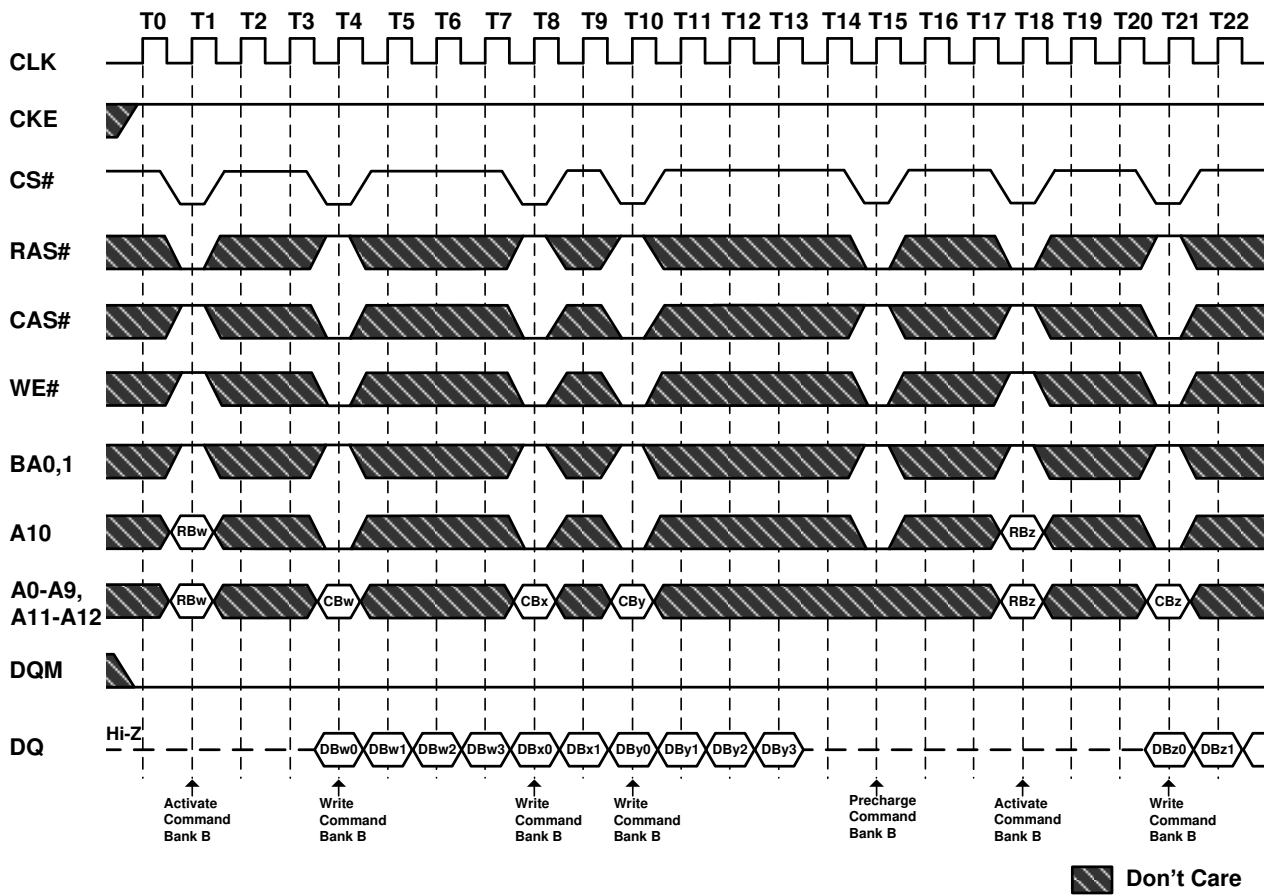 T0 T1 T2 T3 T4 T5 T6 T7 T8 T9 T10 T11 T12 T13 T14 T15 T16 T17 T18 T19 T20 T21 T22
CLK
CKE
CS#
RAS#
CAS#
WE#
BA0,1
A10
RBw RBz
A0-A9,
A11-A12
RBw CBw CBx CBy RBz CBz
DQM
DQ
Hi-Z
DBw0 DBw1 DBw2 DBw3 DBx0 DBx1 DBy0 DBy1 DBy2 DBy3 DBz0 DBz1
Activate
Command
Bank B
Write
Command
Bank B
Write
Command
Bank B
Write
Command
Bank B
Precharge
Command
Bank B
Activate
Command
Bank B
Write
Command
Bank B
Don't Care